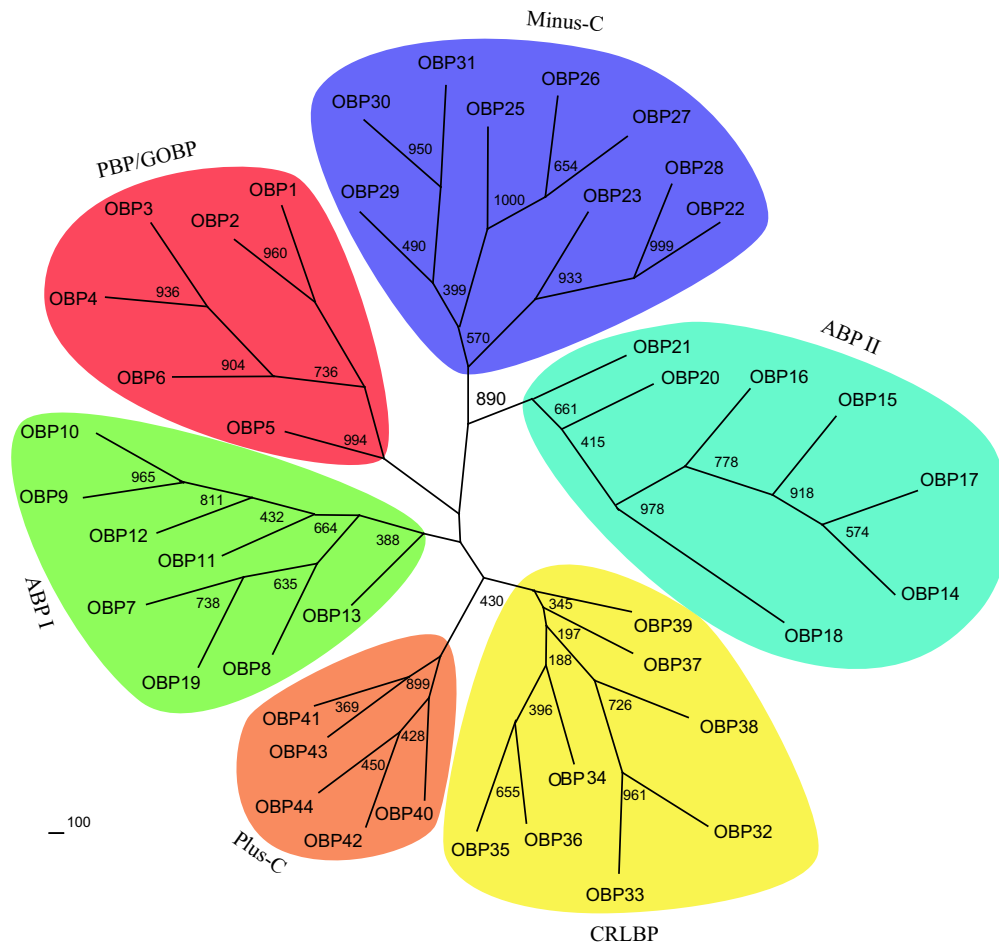 Minus-C
OBP31
OBP26
OBP30
OBP25
OBP27
950
654
OBP28
OBP29
1000
OBP23
OBP22
490
999
933
399
570
PBP/GOBP
OBP1
OBP3
OBP2
960
936
OBP4
904
736
OBP6
OBP5
994
890
ABP II
OBP21
OBP20
OBP16
OBP15
661
415
778
OBP17
918
978
574
OBP14
OBP18
OBP10
965
OBP9
811
OBP12
432
664
388
OBP11
635
OBP7
738
OBP13
OBP8
OBP19
ABP I
430
345
OBP39
197
OBP37
188
726
OBP38
396
OBP34
655
961
OBP32
OBP36
OBP35
OBP33
CRLBP
899
OBP41
369
OBP43
428
450
OBP44
OBP40
OBP42
Plus-C
100